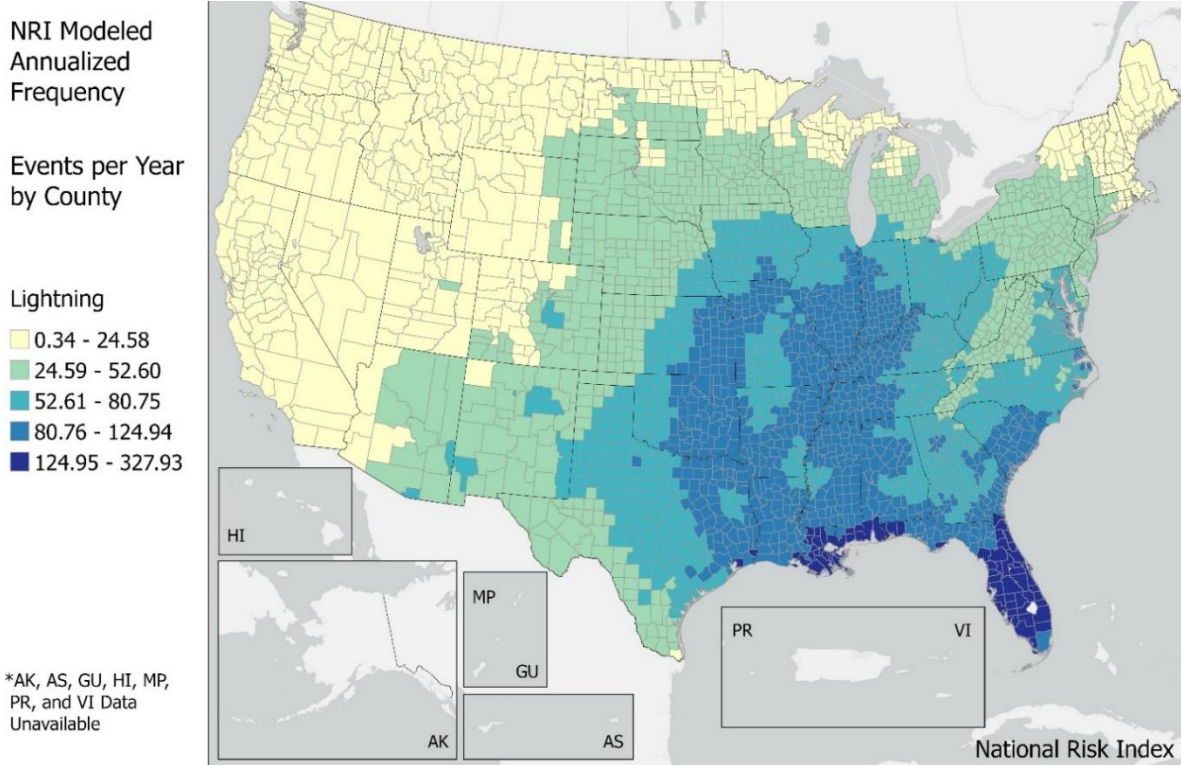 NRI Modeled
Annualized
Frequency
Events per Year
by County
Lightning
0.34 - 24.58
24.59 - 52.60
52.61 - 80.75
80.76 - 124.94
124.95 - 327.93
*AK, AS, GU, HI, MP,
PR, and VI Data
Unavailable
HI
AK
MP
GU
AS
PR
VI
National Risk Index